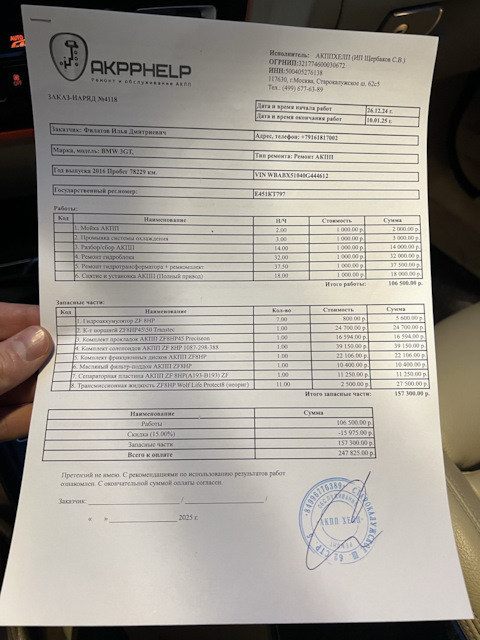 AKPPHELP
Ремонт и обслуживание АКПП
Исполнитель: АКППХЕЛП (ИП Щербаков С.В.)
ОГРНИП:321774600030672
ИНН:500405276138
117630, г.Москва, Старокалужское ш. 62с5
Тел.: (499) 677-63-89
ЗАКАЗ-НАРЯД №4118
Дата и время начала работ 26.12.24 г.
Дата и время окончания работ 10.01.25 г.
Заказчик: Филатов Илья Дмитриевич
Адрес, телефон: +79161817002
Марка, модель: BMW 3GT,
Тип ремонта: Ремонт АКПП
Год выпуска 2016 Пробег 78229 км.
VIN WBABX51040G444612
Государственный рег.номер:
E451KT797
Работы:
Код Наименование Н/Ч Стоимость Сумма
1. Мойка АКПП 2.00 1 000.00 р. 2 000.00 р.
2. Промывка системы охлаждения 3.00 1 000.00 р. 3 000.00 р.
3. Разбор/сбор АКПП 14.00 1 000.00 р. 14 000.00 р.
4. Ремонт гидроблока 32.00 1 000.00 р. 32 000.00 р.
5. Ремонт гидротрансформатора + ремкомплект 37.50 1 000.00 р. 37 500.00 р.
6. Снятие и установка АКПП (Полный привод) 18.00 1 000.00 р. 18 000.00 р.
Итого работы: 106 500.00 р.
Запасные части:
Код Наименование Кол-во Стоимость Сумма
1. Гидроаккумулятор ZF 8HP 7.00 800.00 р. 5 600.00 р.
2. К-т поршней ZF8HP45\50 Transtec 1.00 24 700.00 р. 24 700.00 р.
3. Комплект прокладок АКПП ZF8HP45 Precision 1.00 16 594.00 р. 16 594.00 р.
4. Комплект соленоидов АКПП ZF 8HP 1087-298-388 1.00 39 150.00 р. 39 150.00 р.
5. Комплект фрикционных дисков АКПП ZF8HP 1.00 22 106.00 р. 22 106.00 р.
6. Масляный фильтр-поддон АКПП ZF8HP 1.00 10 400.00 р. 10 400.00 р.
7. Сепараторная пластина АКПП ZF 8HP(A193-B193) ZF 1.00 11 250.00 р. 11 250.00 р.
8. Трансмиссионная жидкость ZF8HP Wolf Life Protect8 (неориг) 11.00 2 500.00 р. 27 500.00 р.
Итого запасные части: 157 300.00 р.
Наименование Сумма
Работы 106 500.00 р.
Скидка (15.00%) -15 975.00 р.
Запасные части 157 300.00 р.
Всего к оплате 247 825.00 р.
Претензий не имею. С рекомендациями по использованию результатов работ
ознакомлен. С окончательной суммой оплаты согласен.
Заказчик: ____________________ / ____________________/
« » ____________________ 2025 г.
АКПП ХЕЛП